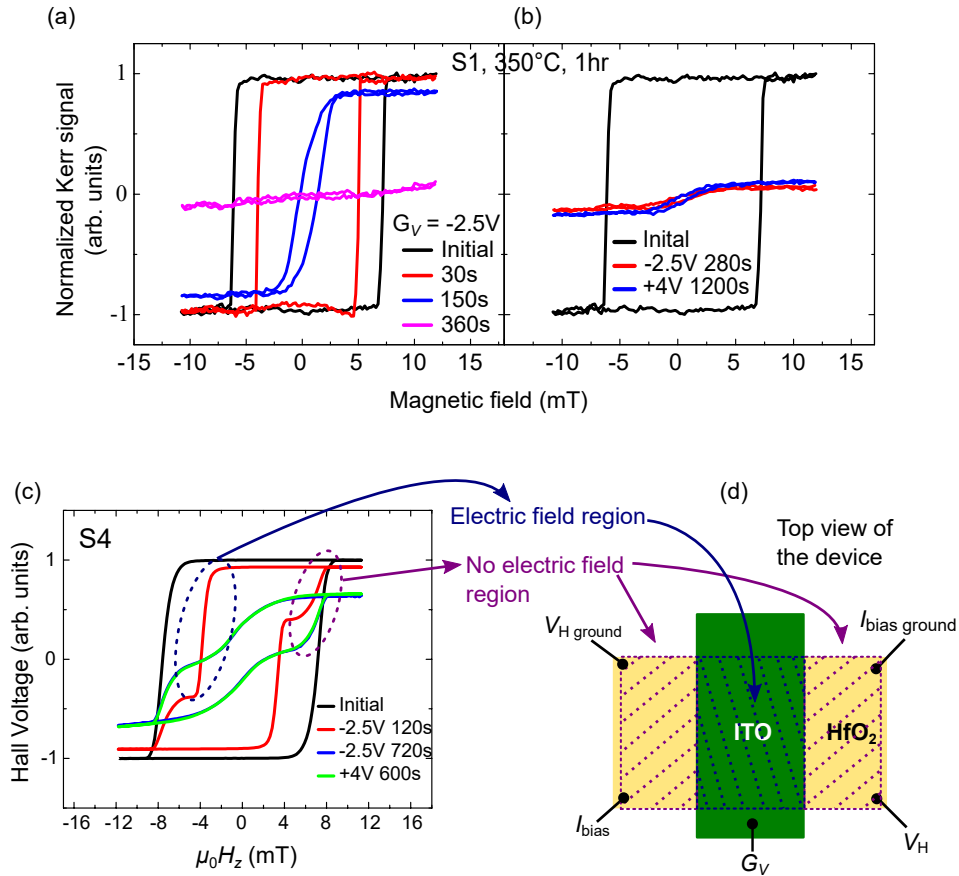 (a)
(b)
S1, 350°C, 1hr
Normalized Kerr signal
(arb. units)
1
0
-1
G_V = -2.5V
Initial
30s
150s
360s
Inital
-2.5V 280s
+4V 1200s
-15 -10 -5 0 5 10 15
-10 -5 0 5 10 15
Magnetic field (mT)
(c)
(d)
S4
Hall Voltage (arb. units)
1
0
-1
Initial
-2.5V 120s
-2.5V 720s
+4V 600s
-16 -12 -8 -4 0 4 8 12 16
μ₀H_z (mT)
Electric field region
No electric field
region
Top view of
the device
V_H ground
I_bias ground
ITO
HfO₂
I_bias
V_H
G_V